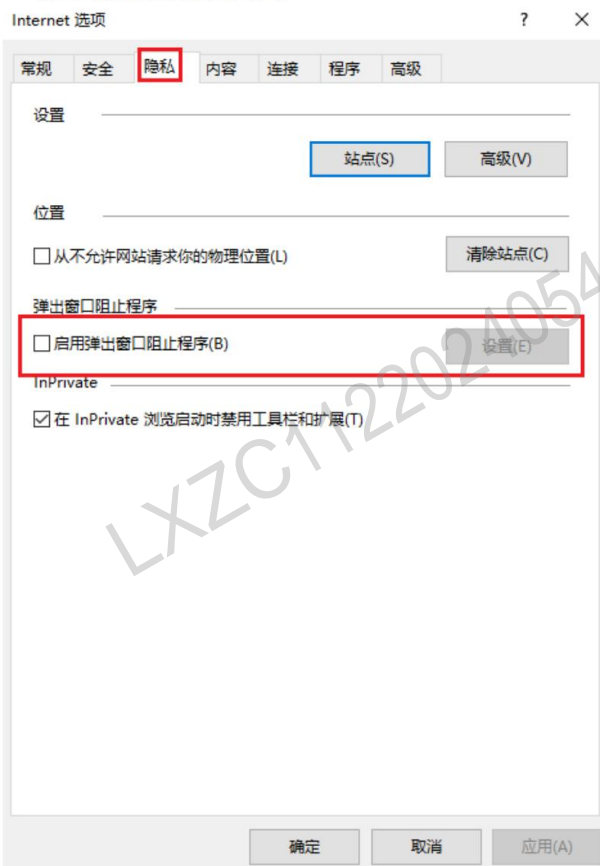 Internet 选项
常规 安全 隐私 内容 连接 程序 高级
设置
站点(S) 高级(V)
位置
从不允许网站请求你的物理位置(L) 清除站点(C)
弹出窗口阻止程序
启用弹出窗口阻止程序(B) 设置(E)
InPrivate
在 InPrivate 浏览启动时禁用工具栏和扩展(T)
LXZC1122024054
确定 取消 应用(A)